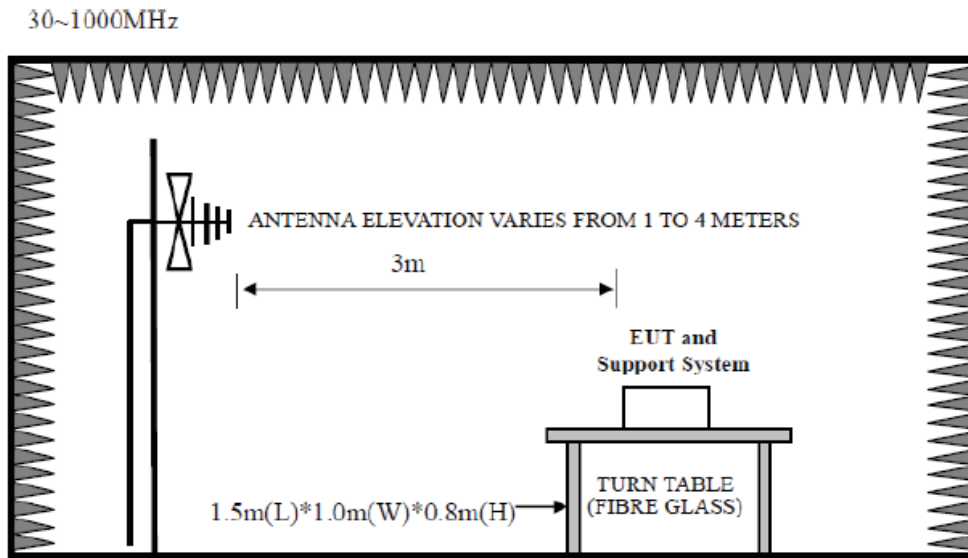 30~1000MHz
ANTENNA ELEVATION VARIES FROM 1 TO 4 METERS
3m
EUT and
Support System
TURN TABLE
(FIBRE GLASS)
1.5m(L)*1.0m(W)*0.8m(H)